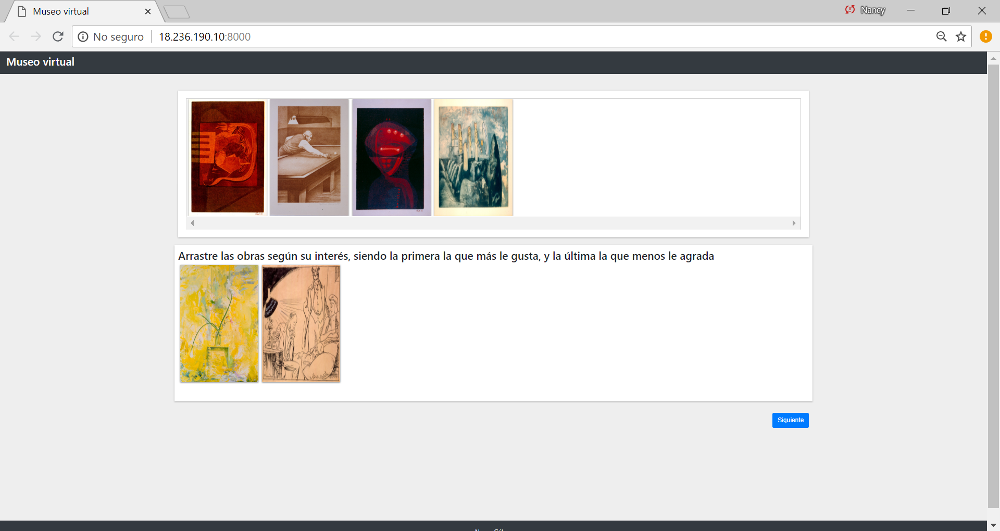 Museo virtual
Nancy
No seguro
18.236.190.10:8000
Museo virtual
Arrastre las obras según su interés, siendo la primera la que más le gusta, y la última la que menos le agrada
Siguiente